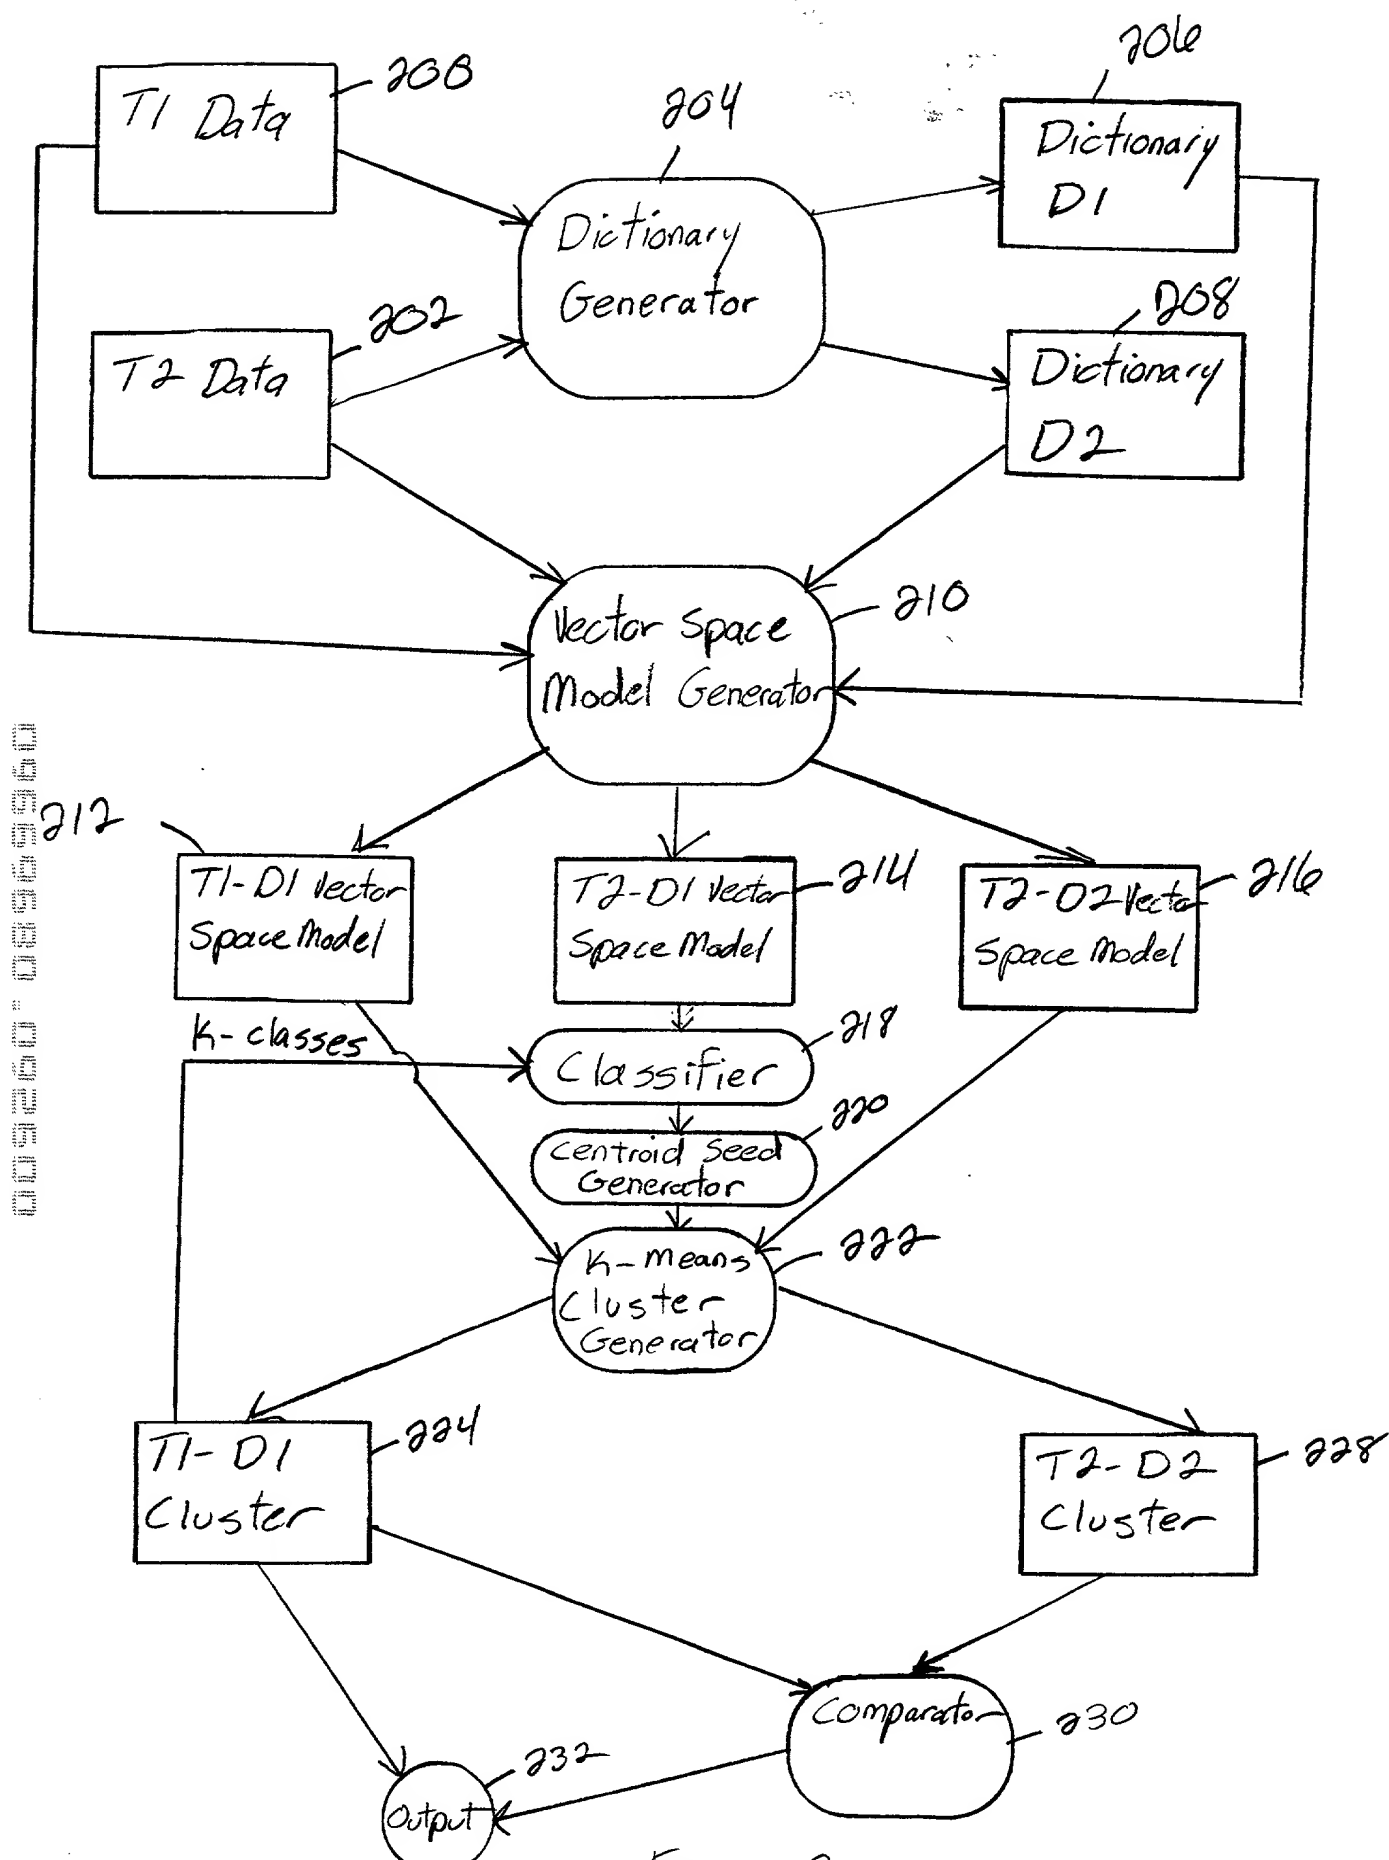 206
200
T1 Data
204
Dictionary
D1
Dictionary
Generator
202
208
T2 Data
Dictionary
D2
210
Vector Space
Model Generator
212
T1-D1 Vector
Space Model
T2-D1 Vector
Space Model
214
T2-D2 Vector
Space Model
216
K-classes
218
Classifier
220
Centroid Seed
Generator
222
K-Means
Cluster
Generator
224
T1-D1
Cluster
228
T2-D2
Cluster
Comparator
230
232
Output